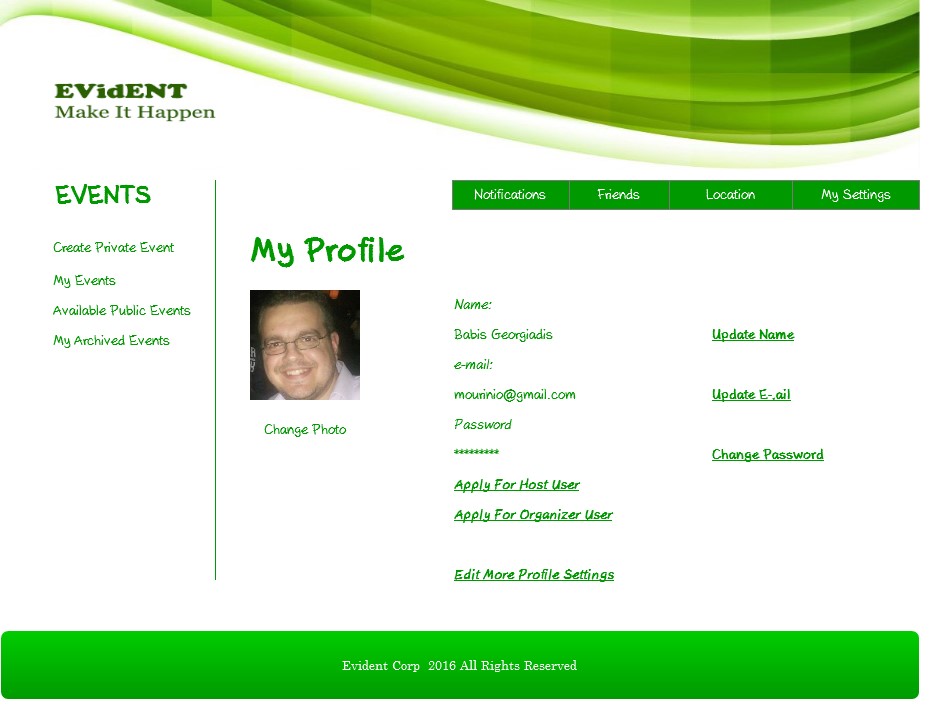 EVidENT
Make It Happen
EVENTS
Create Private Event
My Events
Available Public Events
My Archived Events
Notifications
Friends
Location
My Settings
My Profile
Change Photo
Name:
Babis Georgiadis
Update Name
e-mail:
mourinio@gmail.com
Update E-.ail
Password
*********
Change Password
Apply For Host User
Apply For Organizer User
Edit More Profile Settings
Evident Corp  2016 All Rights Reserved